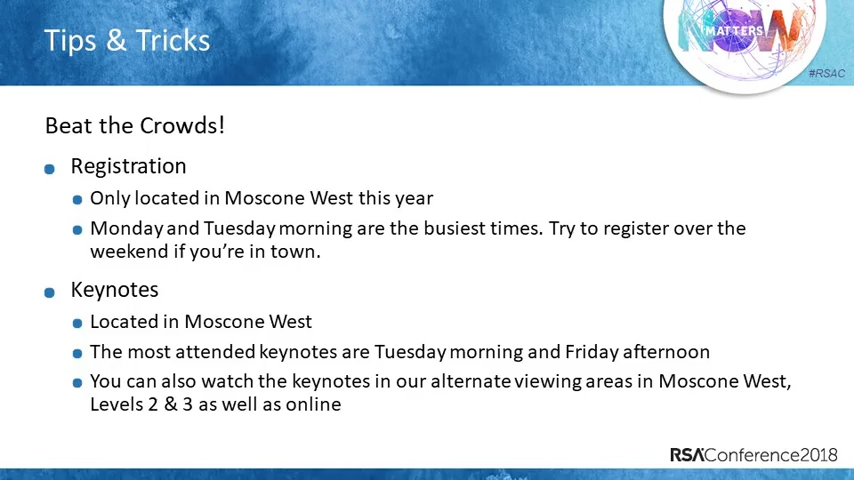 Tips & Tricks
NOW
MATTERS
#RSAC
Beat the Crowds!
Registration
Only located in Moscone West this year
Monday and Tuesday morning are the busiest times. Try to register over the
weekend if you're in town.
Keynotes
Located in Moscone West
The most attended keynotes are Tuesday morning and Friday afternoon
You can also watch the keynotes in our alternate viewing areas in Moscone West,
Levels 2 & 3 as well as online
RSAConference2018